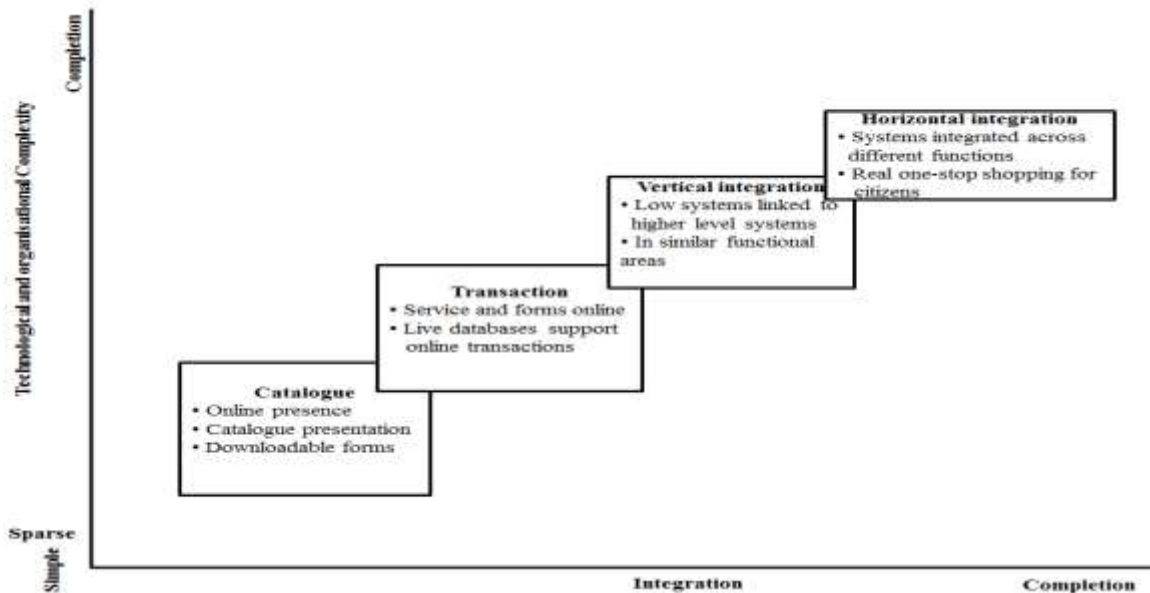 Completion
Technological and organisational Complexity
Horizontal integration
• Systems integrated across
different functions
• Real one-stop shopping for
citizens
Vertical integration
• Low systems linked to
higher level systems
• In similar functional
areas
Transaction
• Service and forms online
• Live databases support
online transactions
Catalogue
• Online presence
• Catalogue presentation
• Downloadable forms
Sparse
Simple
Integration
Completion